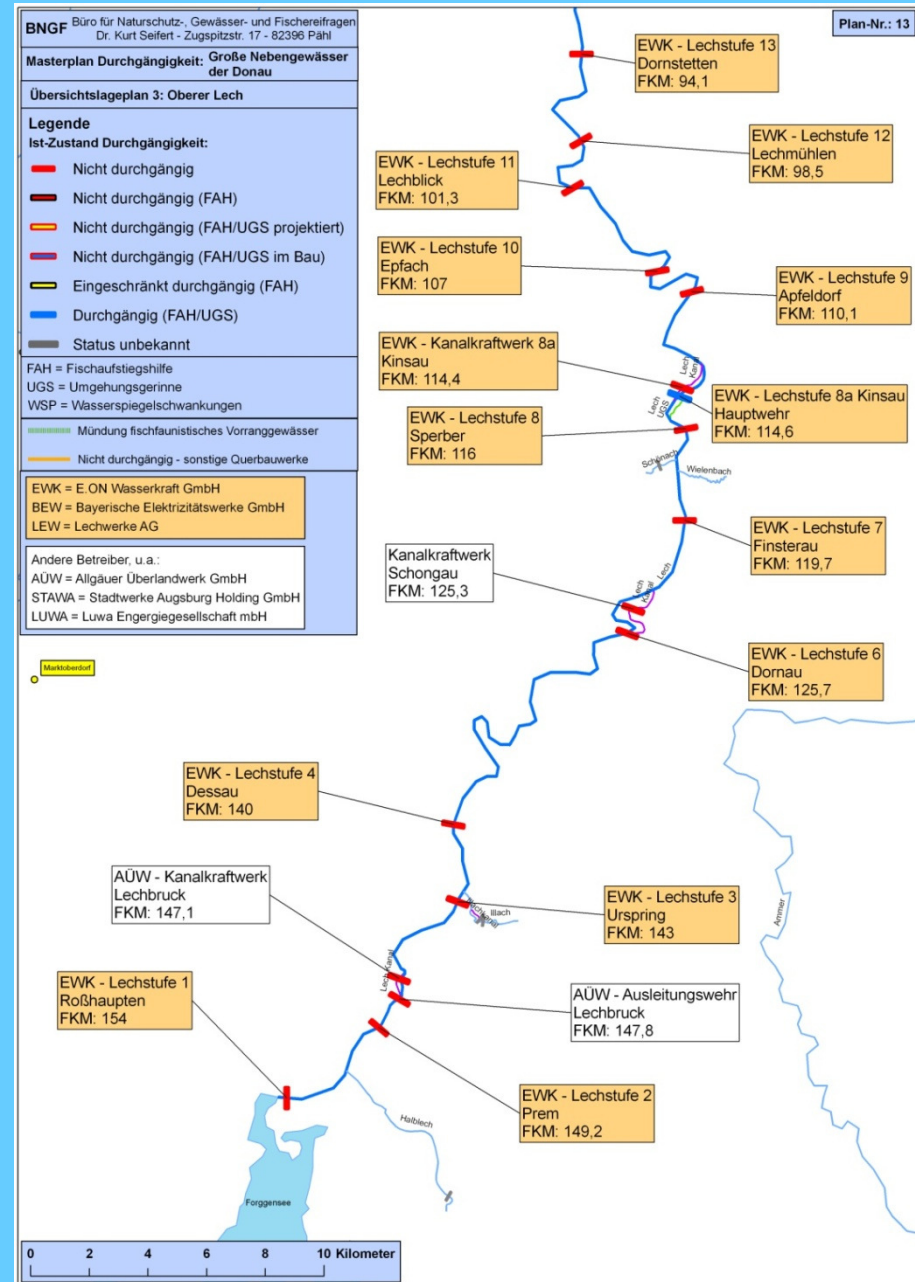 BNGF Büro für Naturschutz-, Gewässer- und Fischereifragen
Dr. Kurt Seifert - Zugspitzstr. 17 - 82396 Pähl
Masterplan Durchgängigkeit: Große Nebengewässer
der Donau
Übersichtslageplan 3: Oberer Lech
Legende
Ist-Zustand Durchgängigkeit:
Nicht durchgängig
Nicht durchgängig (FAH)
Nicht durchgängig (FAH/UGS projektiert)
Nicht durchgängig (FAH/UGS im Bau)
Eingeschränkt durchgängig (FAH)
Durchgängig (FAH/UGS)
Status unbekannt
FAH = Fischaufstiegshilfe
UGS = Umgehungsgerinne
WSP = Wasserspiegelschwankungen
Mündung fischfaunistisches Vorranggewässer
Nicht durchgängig - sonstige Querbauwerke
EWK = E.ON Wasserkraft GmbH
BEW = Bayerische Elektrizitätswerke GmbH
LEW = Lechwerke AG
Andere Betreiber, u.a.:
AÜW = Allgäuer Überlandwerk GmbH
STAWA = Stadtwerke Augsburg Holding GmbH
LUWA = Luwa Engergiegesellschaft mbH
Plan-Nr.: 13
EWK - Lechstufe 13
Dornstetten
FKM: 94,1
EWK - Lechstufe 12
Lechmühlen
FKM: 98,5
EWK - Lechstufe 11
Lechblick
FKM: 101,3
EWK - Lechstufe 10
Epfach
FKM: 107
EWK - Lechstufe 9
Apfeldorf
FKM: 110,1
EWK - Kanalkraftwerk 8a
Kinsau
FKM: 114,4
Lech
Kanal
Lech
UGS
EWK - Lechstufe 8a Kinsau
Hauptwehr
FKM: 114,6
EWK - Lechstufe 8
Sperber
FKM: 116
Schönach
Wielenbach
EWK - Lechstufe 7
Finsterau
FKM: 119,7
Kanalkraftwerk
Schongau
FKM: 125,3
Lech
Kanal
Lech
EWK - Lechstufe 6
Dornau
FKM: 125,7
Marktoberdorf
EWK - Lechstufe 4
Dessau
FKM: 140
AÜW - Kanalkraftwerk
Lechbruck
FKM: 147,1
EWK - Lechstufe 3
Urspring
FKM: 143
Illach
Ammer
Lech-Kanal
EWK - Lechstufe 1
Roßhaupten
FKM: 154
AÜW - Ausleitungswehr
Lechbruck
FKM: 147,8
EWK - Lechstufe 2
Prem
FKM: 149,2
Halblech
Forggensee
0 2 4 6 8 10 Kilometer